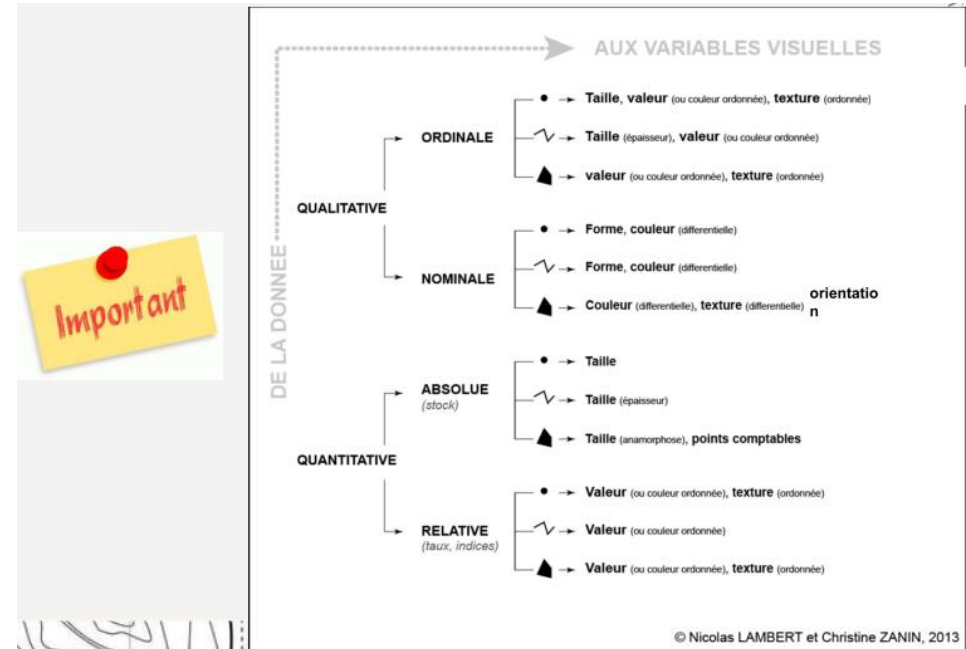 AUX VARIABLES VISUELLES
DE LA DONNEE
Important
QUALITATIVE
ORDINALE
Taille, valeur (ou couleur ordonnée), texture (ordonnée)
Taille (épaisseur), valeur (ou couleur ordonnée)
valeur (ou couleur ordonnée), texture (ordonnée)
NOMINALE
Forme, couleur (differentielle)
Forme, couleur (differentielle)
Couleur (differentielle), texture (differentielle) orientatio
n
QUANTITATIVE
ABSOLUE
(stock)
Taille
Taille (épaisseur)
Taille (anamorphose), points comptables
RELATIVE
(taux, indices)
Valeur (ou couleur ordonnée), texture (ordonnée)
Valeur (ou couleur ordonnée)
Valeur (ou couleur ordonnée), texture (ordonnée)
© Nicolas LAMBERT et Christine ZANIN, 2013